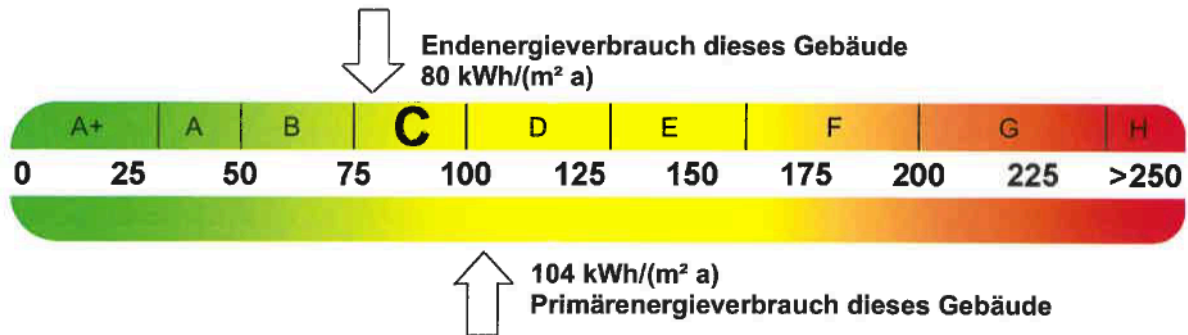 Endenergieverbrauch dieses Gebäude
80 kWh/(m² a)
A+ A B C D E F G H
0 25 50 75 100 125 150 175 200 225 >250
104 kWh/(m² a)
Primärenergieverbrauch dieses Gebäude